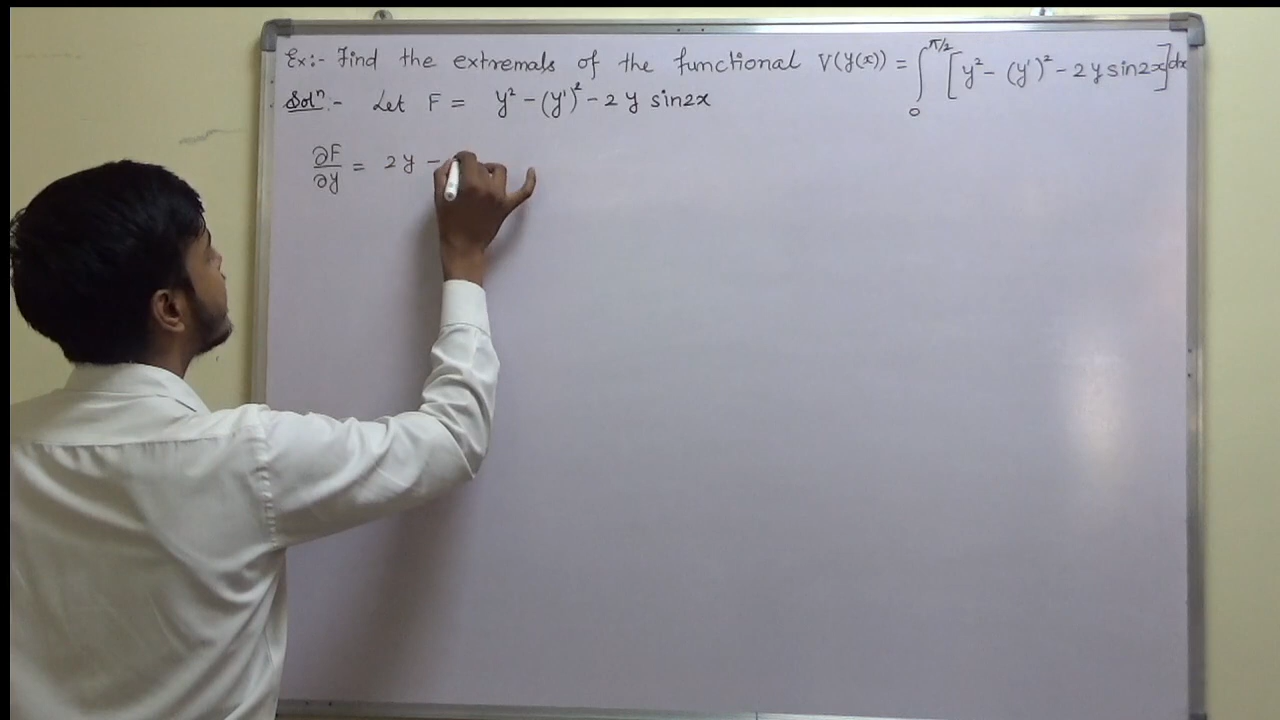 Ex:- Find the extremals of the functional V(y(x)) = ∫₀^{π/2} [y² - (y')² - 2y sin2x] dx
Solⁿ:- Let F = y² - (y')² - 2y sin2x
∂F/∂y = 2y -